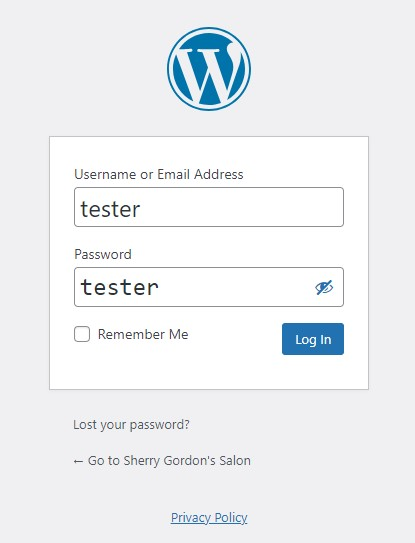 Username or Email Address
tester
Password
tester
Remember Me
Log In
Lost your password?
← Go to Sherry Gordon's Salon
Privacy Policy